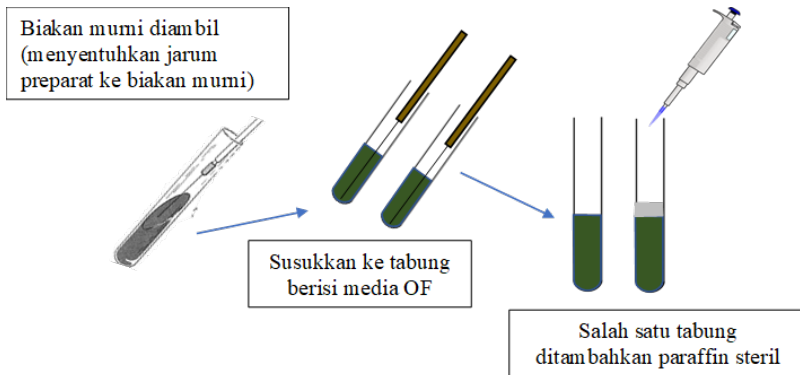 Biakan murni diambil
(menyentuhkan jarum
preparat ke biakan murni)
Susukkan ke tabung
berisi media OF
Salah satu tabung
ditambahkan paraffin steril